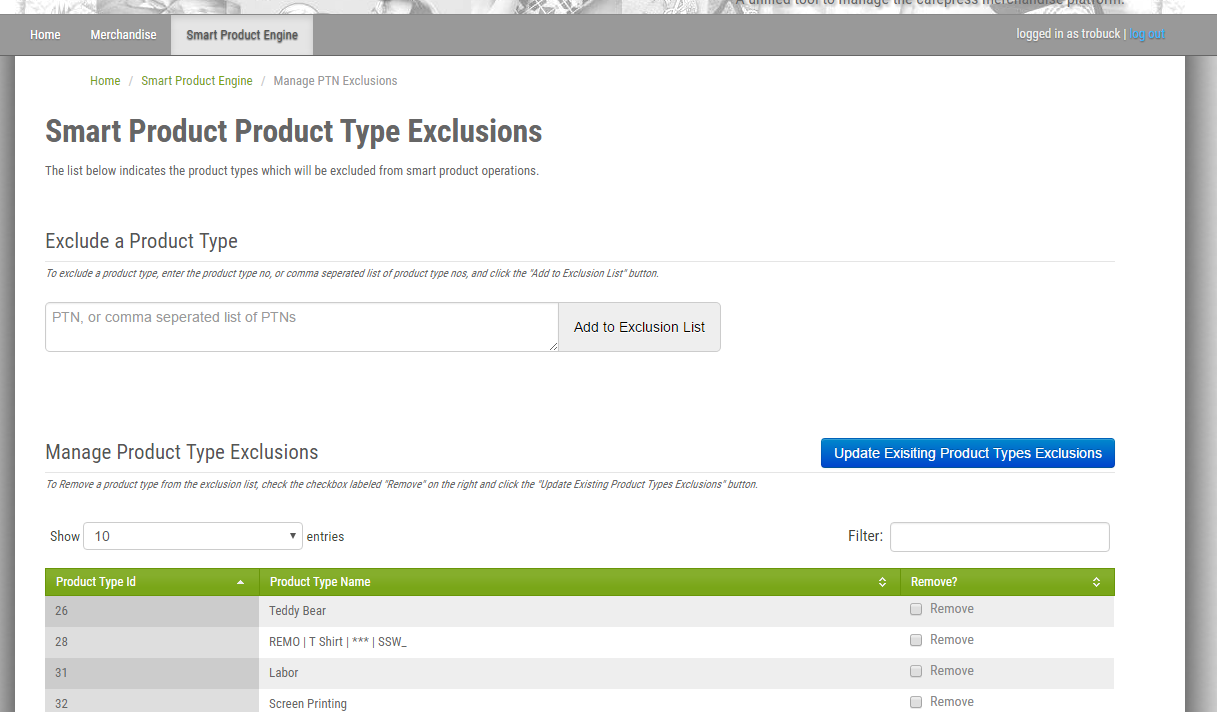 A unified tool to manage the cafepress merchandise platform.
Home Merchandise Smart Product Engine logged in as trobuck | log out
Home / Smart Product Engine / Manage PTN Exclusions
Smart Product Product Type Exclusions
The list below indicates the product types which will be excluded from smart product operations.
Exclude a Product Type
To exclude a product type, enter the product type no, or comma seperated list of product type nos, and click the "Add to Exclusion List" button.
PTN, or comma seperated list of PTNs
Add to Exclusion List
Manage Product Type Exclusions
Update Exisiting Product Types Exclusions
To Remove a product type from the exclusion list, check the checkbox labeled "Remove" on the right and click the "Update Existing Product Types Exclusions" button.
Show 10 entries Filter:
Product Type Id Product Type Name Remove?
26 Teddy Bear Remove
28 REMO | T Shirt | *** | SSW_ Remove
31 Labor Remove
32 Screen Printing Remove